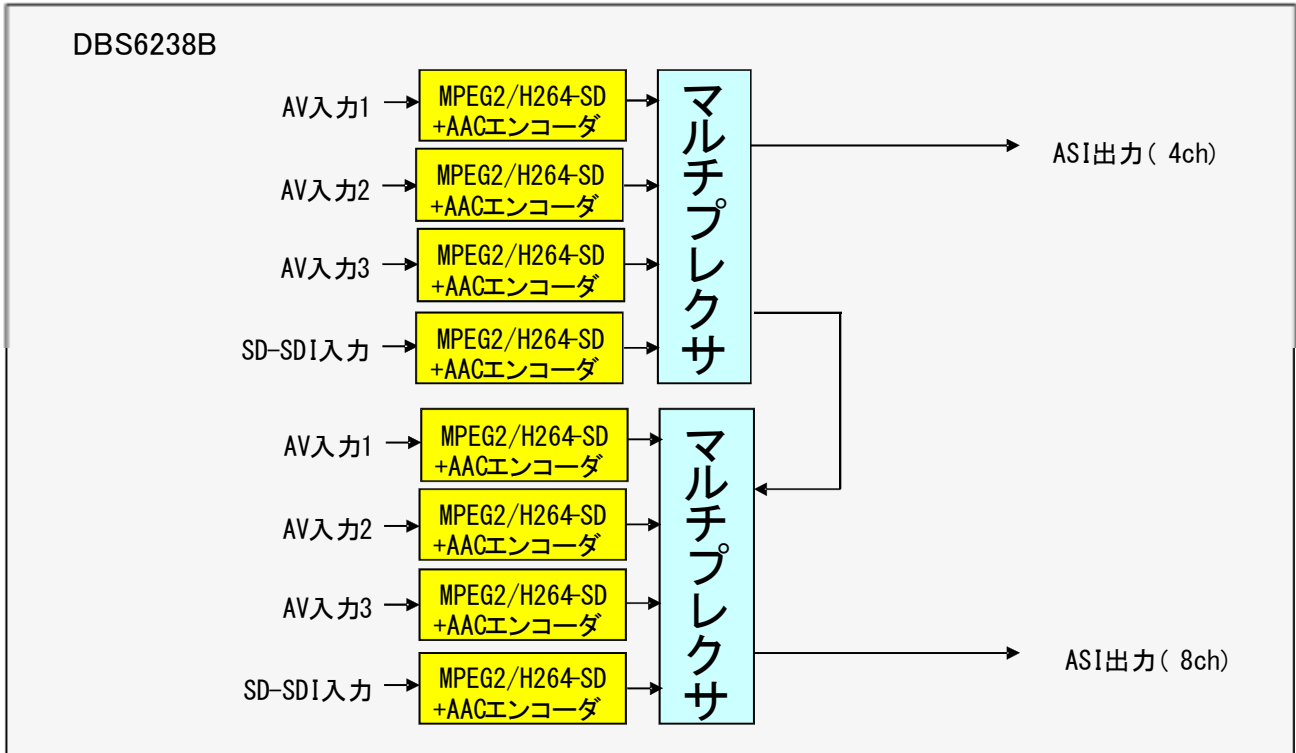 DBS6238B
AV入力1
MPEG2/H264-SD
+AACエンコーダ
AV入力2
MPEG2/H264-SD
+AACエンコーダ
AV入力3
MPEG2/H264-SD
+AACエンコーダ
SD-SDI入力
MPEG2/H264-SD
+AACエンコーダ
マルチプレクサ
ASI出力( 4ch)
AV入力1
MPEG2/H264-SD
+AACエンコーダ
AV入力2
MPEG2/H264-SD
+AACエンコーダ
AV入力3
MPEG2/H264-SD
+AACエンコーダ
SD-SDI入力
MPEG2/H264-SD
+AACエンコーダ
マルチプレクサ
ASI出力( 8ch)